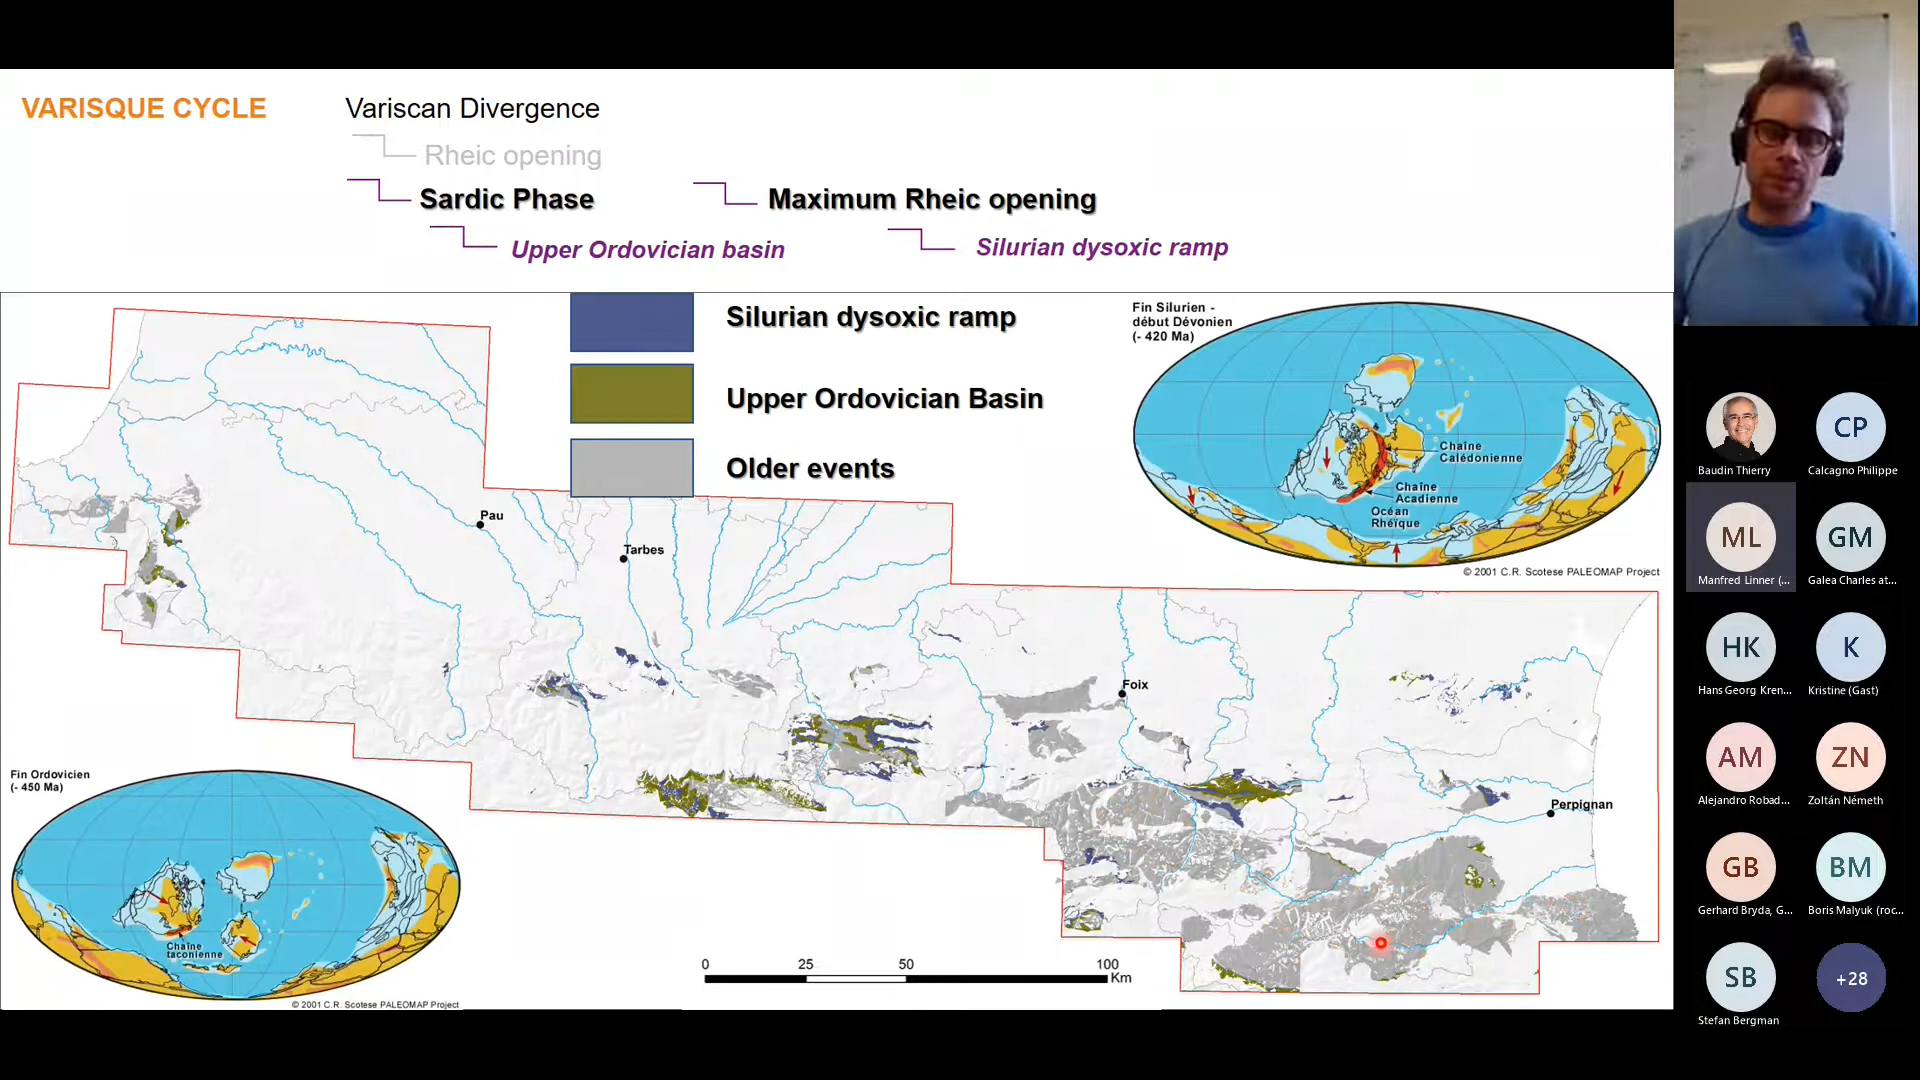 VARISQUE CYCLE
Variscan Divergence
Rheic opening
Sardic Phase
Maximum Rheic opening
Upper Ordovician basin
Silurian dysoxic ramp
Silurian dysoxic ramp
Upper Ordovician Basin
Older events
Fin Silurien -
début Dévonien
(- 420 Ma)
Chaîne
Calédonienne
Chaîne
Acadienne
Océan
Rhéïque
© 2001 C.R. Scotese PALEOMAP Project
Pau
Tarbes
Foix
Perpignan
Fin Ordovicien
(- 450 Ma)
Chaîne
taconienne
© 2001 C.R. Scotese PALEOMAP Project
0 25 50 100
Km
Baudin Thierry
CP
Calcagno Philippe
ML
Manfred Linner (...
GM
Galea Charles at...
HK
Hans Georg Kren...
K
Kristine (Gast)
AM
Alejandro Robad...
ZN
Zoltán Németh
GB
Gerhard Bryda, G...
BM
Boris Malyuk (roc...
SB
Stefan Bergman
+28